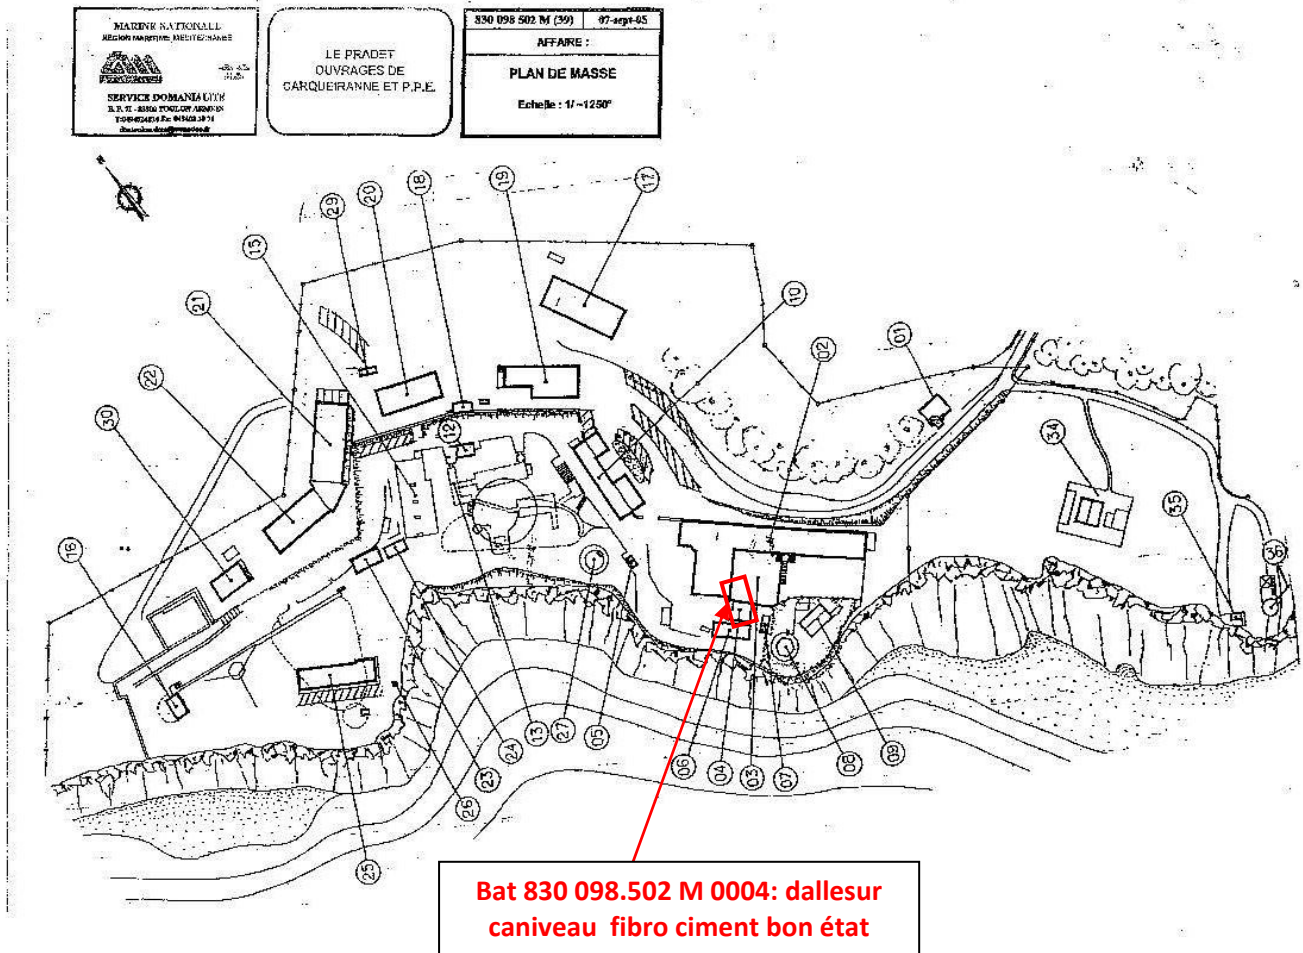 MARINE NATIONALE
REGION MARITIME MEDITERRANEE
SERVICE DOMANIALITE
LE PRADET
OUVRAGES DE
CARQUEIRANNE ET P.P.E.
830 098 502 M (39) 07-sept-05
AFFAIRE :
PLAN DE MASSE
Echelle : 1/~1250°
N
29
20
18
19
17
15
21
22
30
16
10
02
01
12
34
35
36
25
26
23
24
13
27
05
06
04
03
07
08
09
Bat 830 098.502 M 0004: dallesur
caniveau fibro ciment bon état